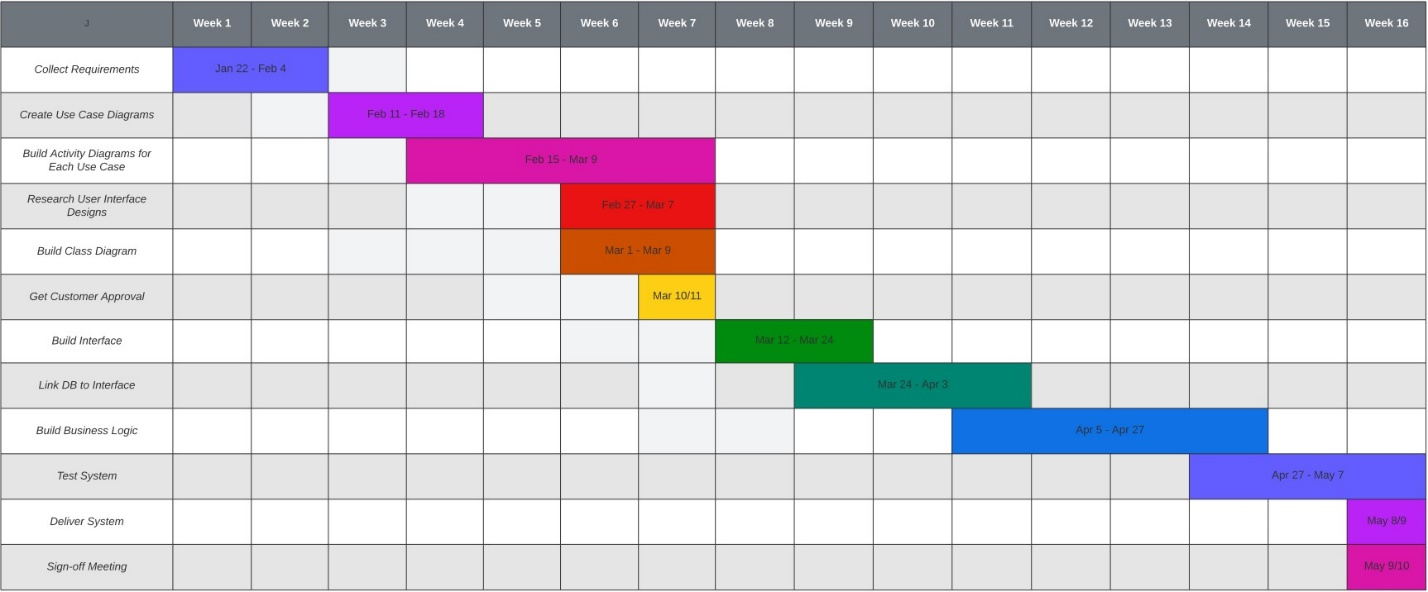 J Week 1 Week 2 Week 3 Week 4 Week 5 Week 6 Week 7 Week 8 Week 9 Week 10 Week 11 Week 12 Week 13 Week 14 Week 15 Week 16
Collect Requirements Jan 22 - Feb 4
Create Use Case Diagrams Feb 11 - Feb 18
Build Activity Diagrams for
Each Use Case Feb 15 - Mar 9
Research User Interface
Designs Feb 27 - Mar 7
Build Class Diagram Mar 1 - Mar 9
Get Customer Approval Mar 10/11
Build Interface Mar 12 - Mar 24
Link DB to Interface Mar 24 - Apr 3
Build Business Logic Apr 5 - Apr 27
Test System Apr 27 - May 7
Deliver System May 8/9
Sign-off Meeting May 9/10